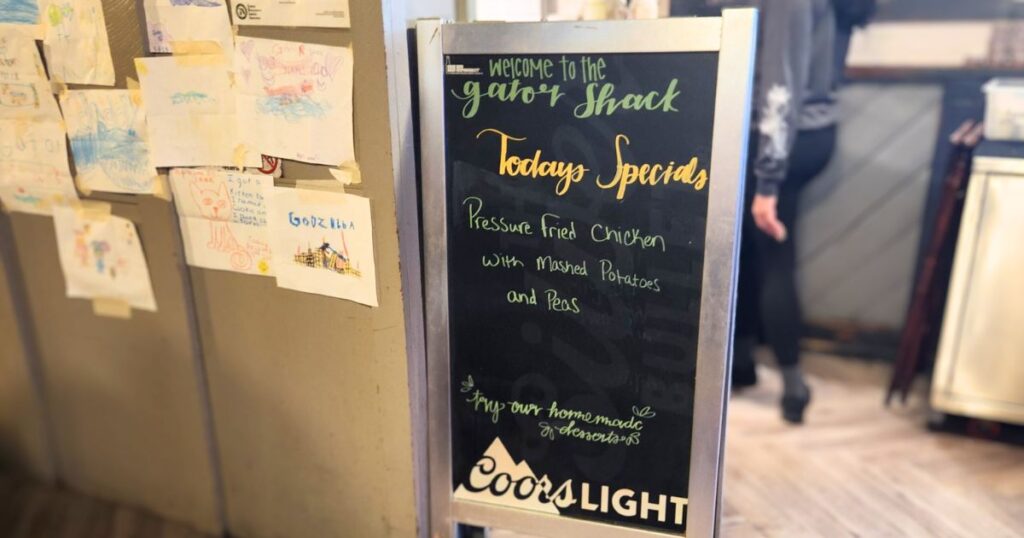 Welcome to the
gator Shack
Todays Specials
Pressure Fried Chicken
with Mashed Potatoes
and Peas
try our homemade
desserts
Coors LIGHT
GODZILLA
I got a